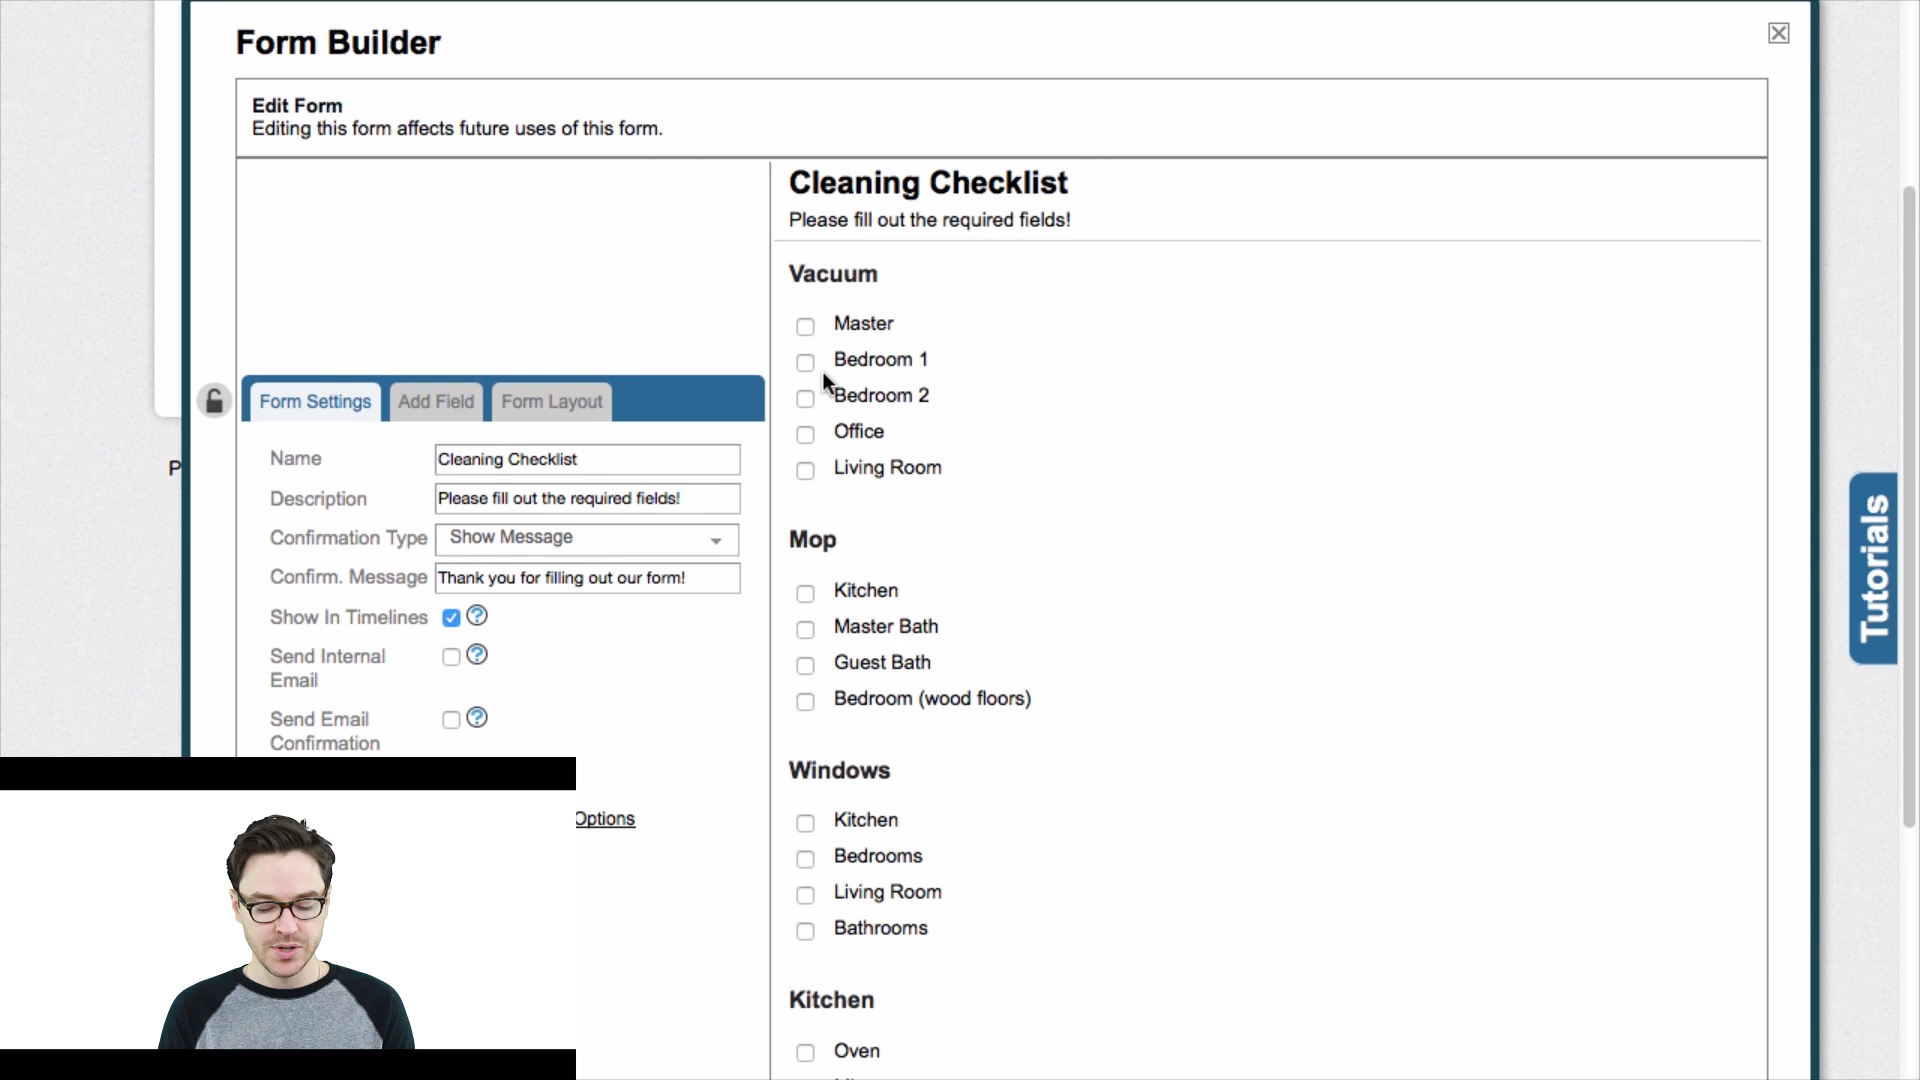 Form Builder
Edit Form
Editing this form affects future uses of this form.
Cleaning Checklist
Please fill out the required fields!
Vacuum
Master
Bedroom 1
Bedroom 2
Office
Living Room
Mop
Kitchen
Master Bath
Guest Bath
Bedroom (wood floors)
Windows
Kitchen
Bedrooms
Living Room
Bathrooms
Kitchen
Oven
Form Settings
Add Field
Form Layout
Name
Cleaning Checklist
Description
Please fill out the required fields!
Confirmation Type
Show Message
Confirm. Message
Thank you for filling out our form!
Show In Timelines
?
Send Internal
Email
?
Send Email
Confirmation
?
Options
P
Tutorials